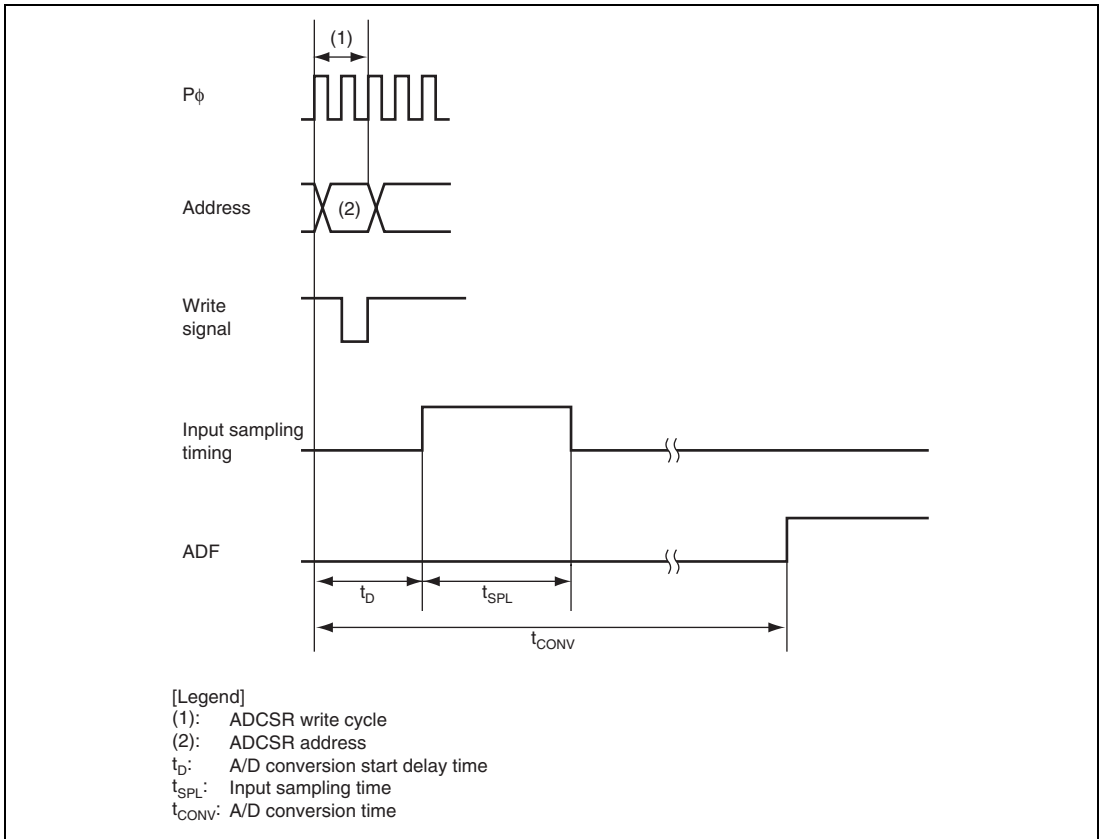 (1)
Pϕ
Address
(2)
Write
signal
Input sampling
timing
ADF
tD
tSPL
tCONV
[Legend]
(1): ADCSR write cycle
(2): ADCSR address
tD: A/D conversion start delay time
tSPL: Input sampling time
tCONV: A/D conversion time